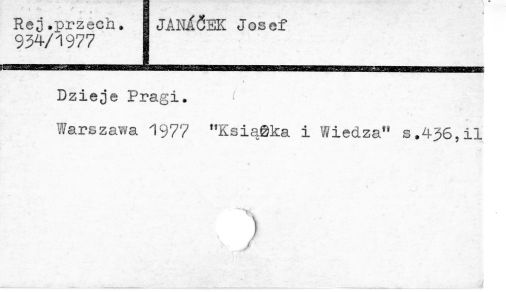 Rej.przech. JANÁČEK Josef
934/1977
Dzieje Pragi.
Warszawa 1977 "Książka i Wiedza" s.436,il